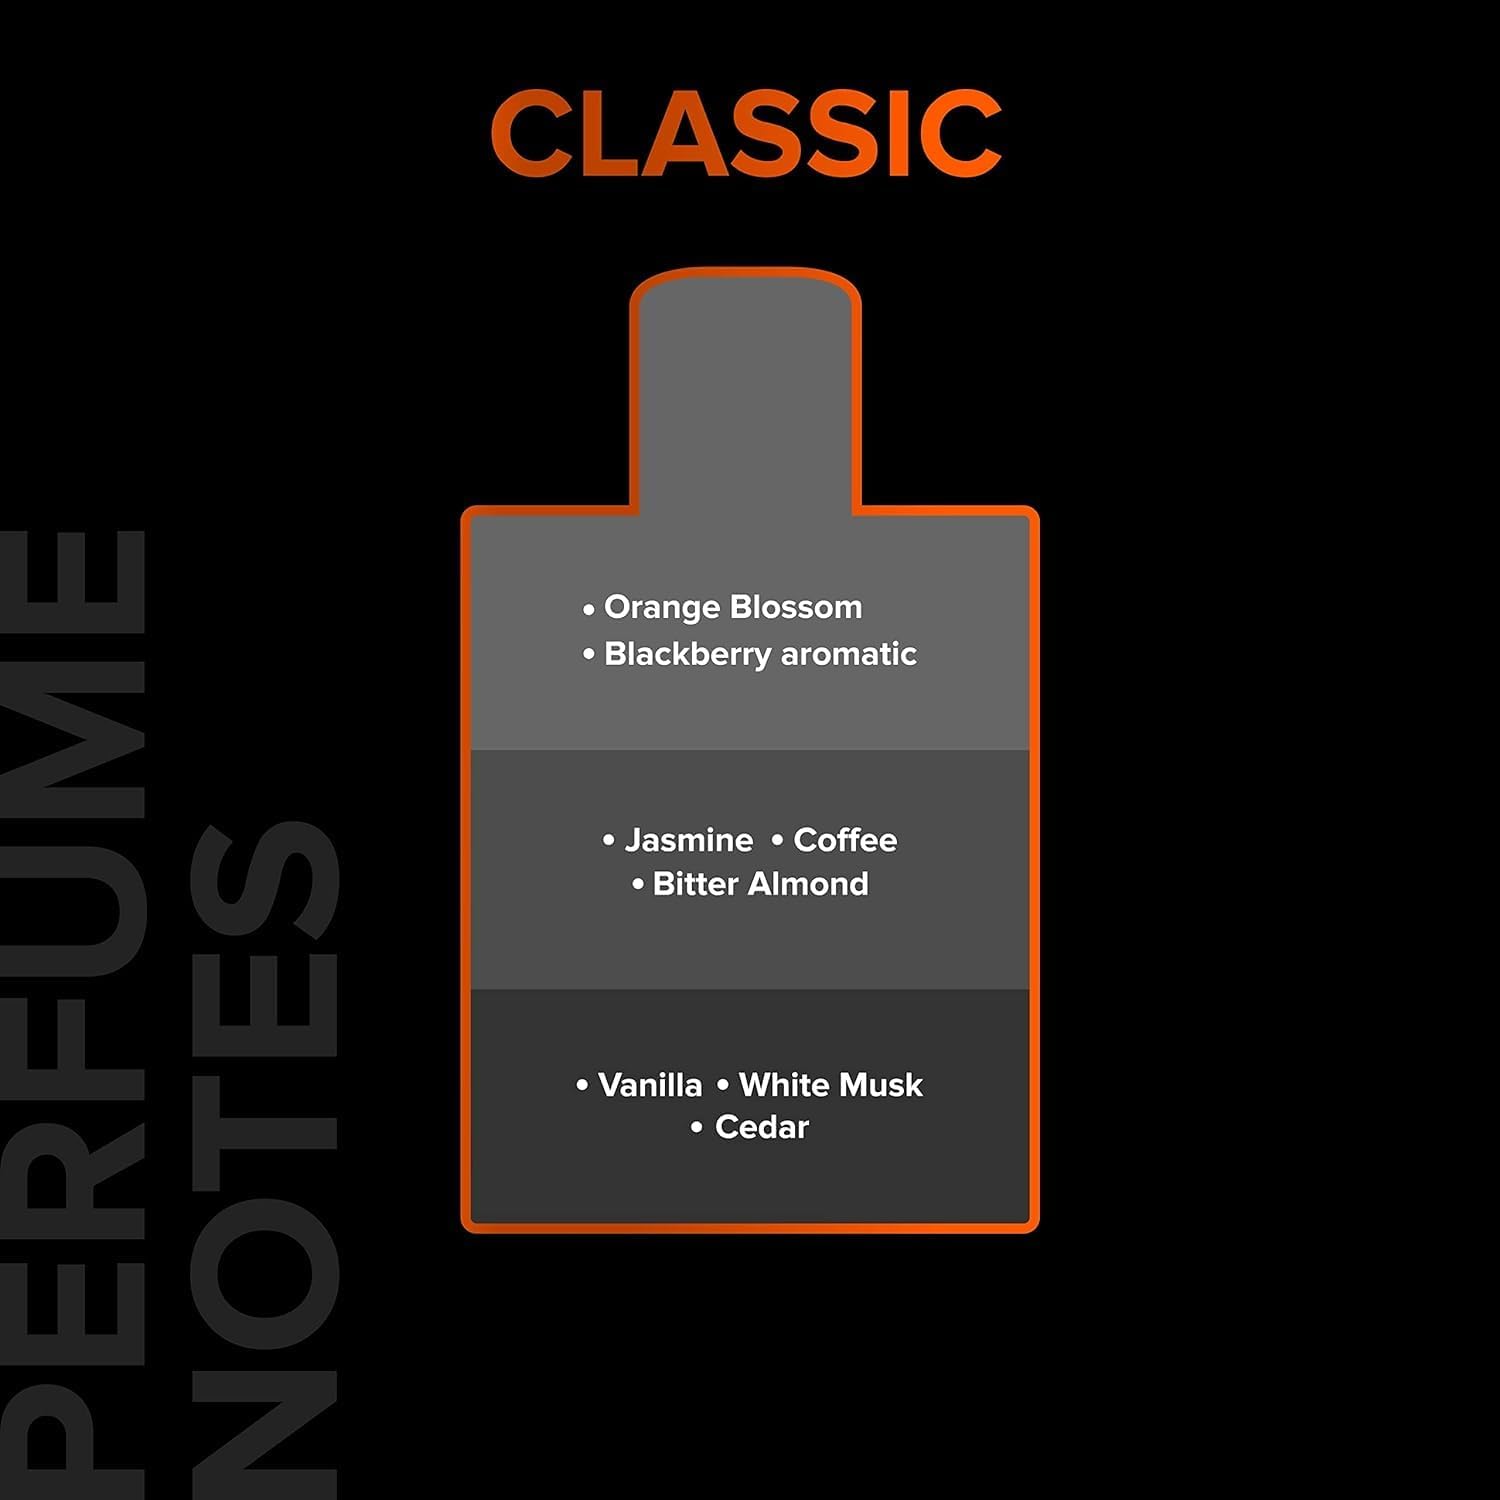 CLASSIC
• Orange Blossom
• Blackberry aromatic
• Jasmine • Coffee
• Bitter Almond
• Vanilla • White Musk
• Cedar
PERFUME
NOTES